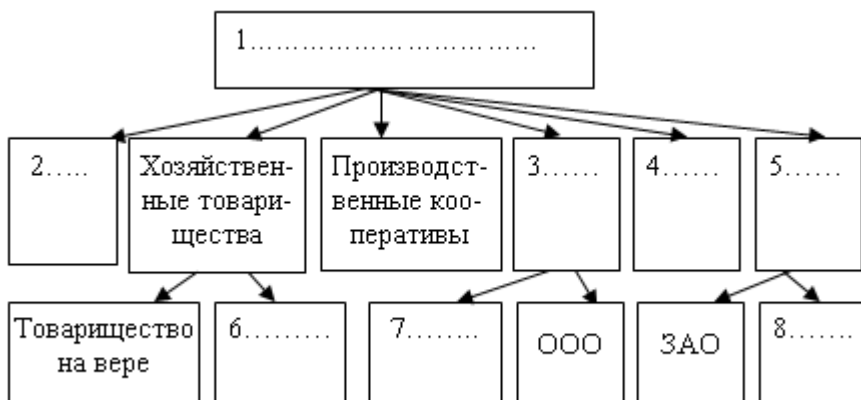 1……………………………
2…..
Хозяйствен-
ные товари-
щества
Производст-
венные коо-
перативы
3……
4……
5……
Товарищество
на вере
6………
7……..
ООО
ЗАО
8…….